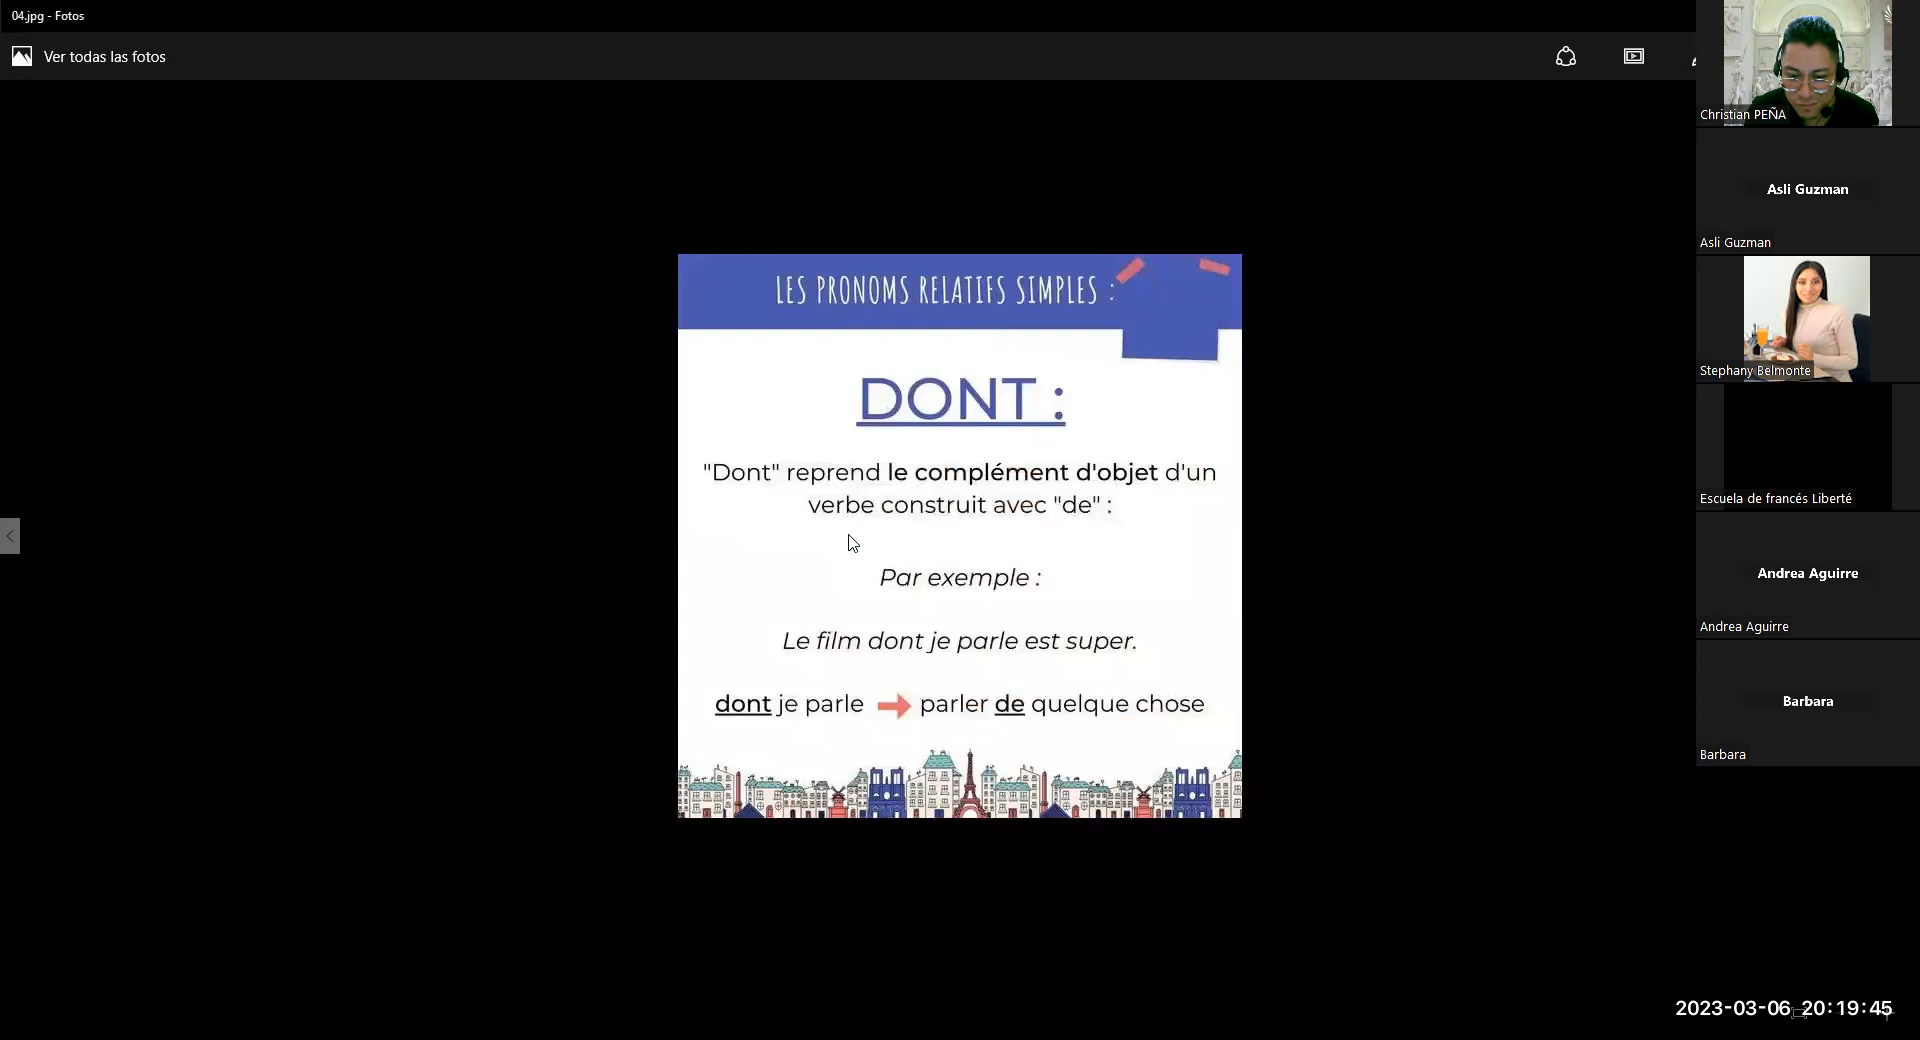 04.jpg - Fotos
Ver todas las fotos
LES PRONOMS RELATIFS SIMPLES :
DONT :
"Dont" reprend le complément d'objet d'un
verbe construit avec "de" :
Par exemple :
Le film dont je parle est super.
dont je parle parler de quelque chose
Christian PEÑA
Asli Guzman
Asli Guzman
Stephany Belmonte
Escuela de francés Liberté
Andrea Aguirre
Andrea Aguirre
Barbara
Barbara
2023-03-06 20:19:45